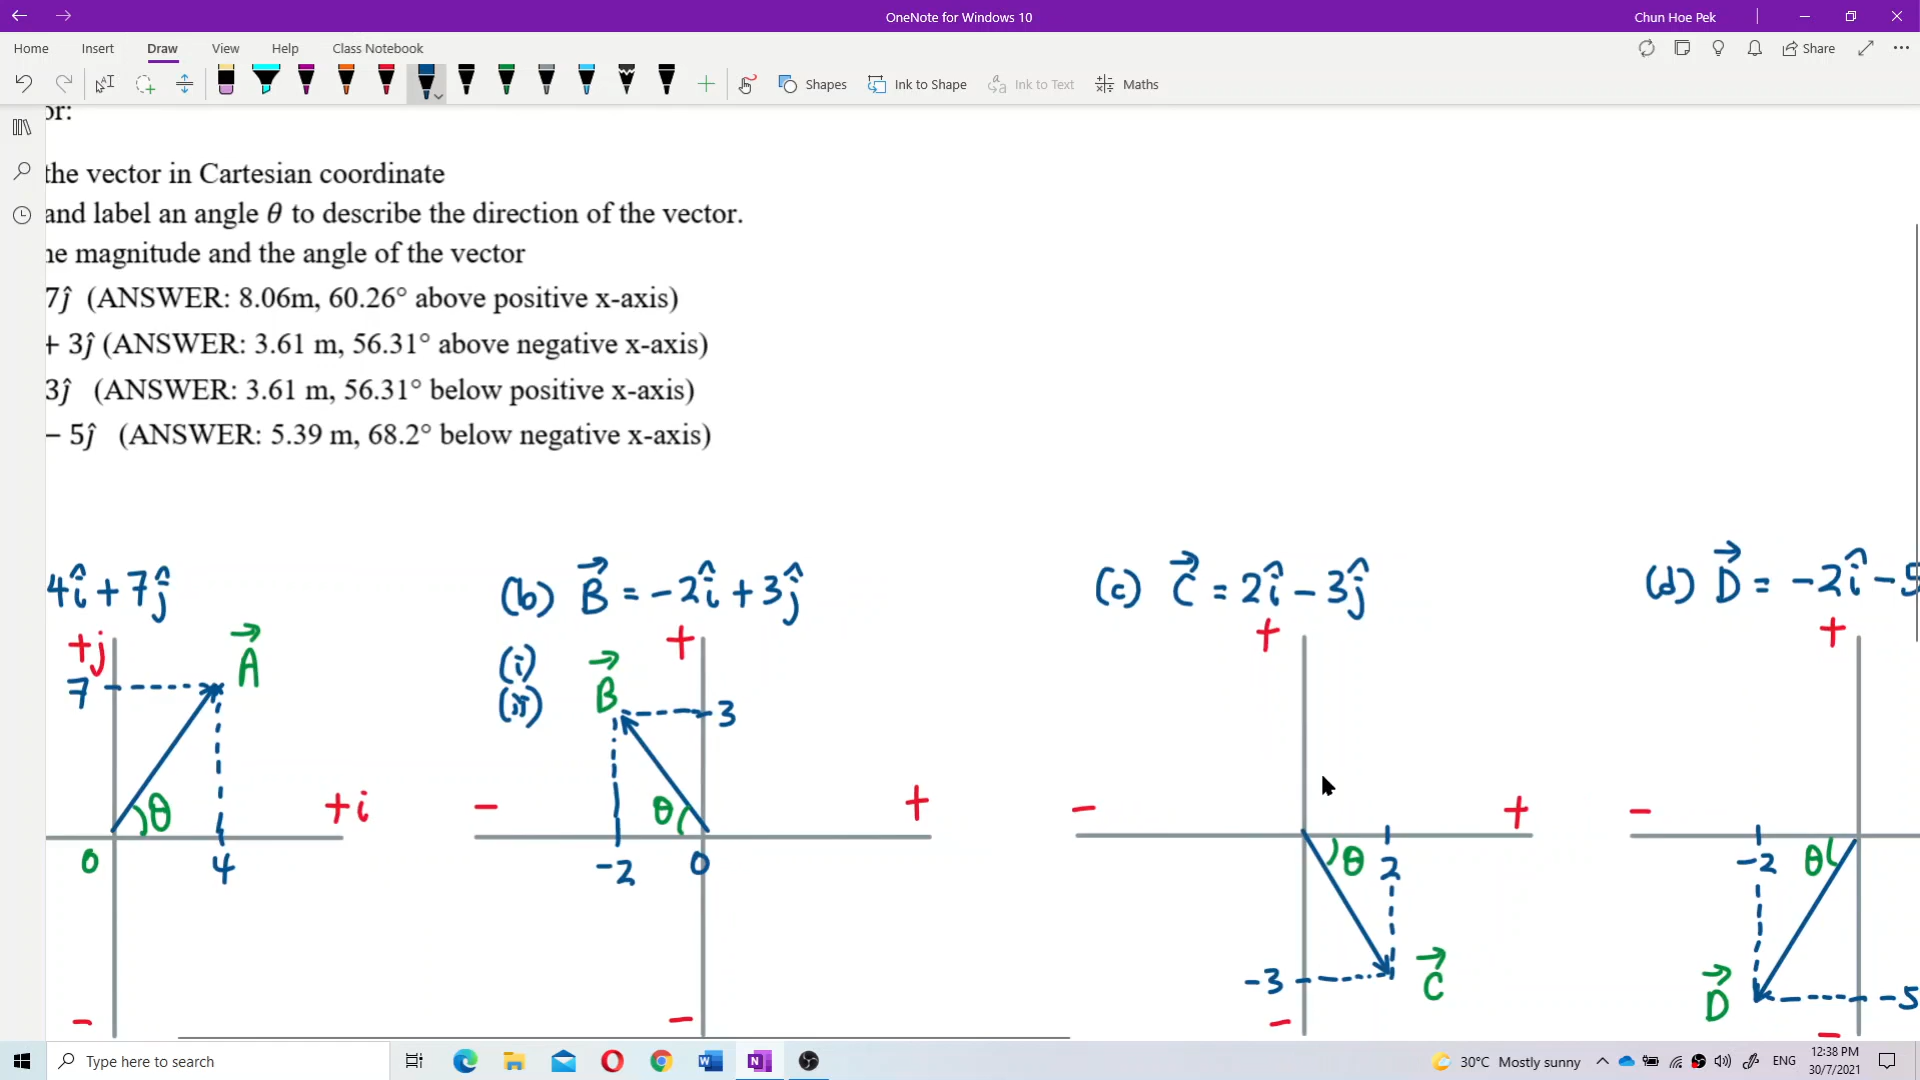 OneNote for Windows 10
Chun Hoe Pek
Home Insert Draw View Help Class Notebook
Share
Shapes Ink to Shape Ink to Text Maths
or:
the vector in Cartesian coordinate
and label an angle θ to describe the direction of the vector.
he magnitude and the angle of the vector
7ĵ (ANSWER: 8.06m, 60.26° above positive x-axis)
+ 3ĵ (ANSWER: 3.61 m, 56.31° above negative x-axis)
3ĵ (ANSWER: 3.61 m, 56.31° below positive x-axis)
− 5ĵ (ANSWER: 5.39 m, 68.2° below negative x-axis)
4î + 7ĵ
+j
A⃗
7
θ
+i
0
4
-
(b) B⃗ = -2î + 3ĵ
(i)
(ii)
+
B⃗
3
θ
-
+
-2
0
-
(c) C⃗ = 2î - 3ĵ
+
-
+
θ
2
-3
C⃗
-
(d) D⃗ = -2î - 5
+
-
-2
θ
D⃗
-5
-
Type here to search
30°C Mostly sunny
ENG
12:38 PM
30/7/2021